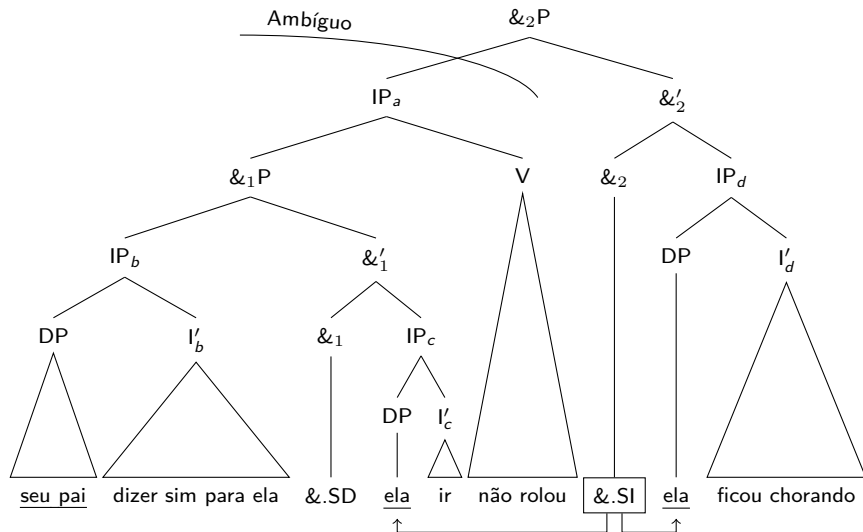 Ambíguo &₂P
IPₐ &′₂
&₁P V &₂ IP_d
IP_b &′₁ DP I′_d
DP I′_b &₁ IP_c
DP I′_c
seu pai dizer sim para ela &.SD ela ir não rolou &.SI ela ficou chorando